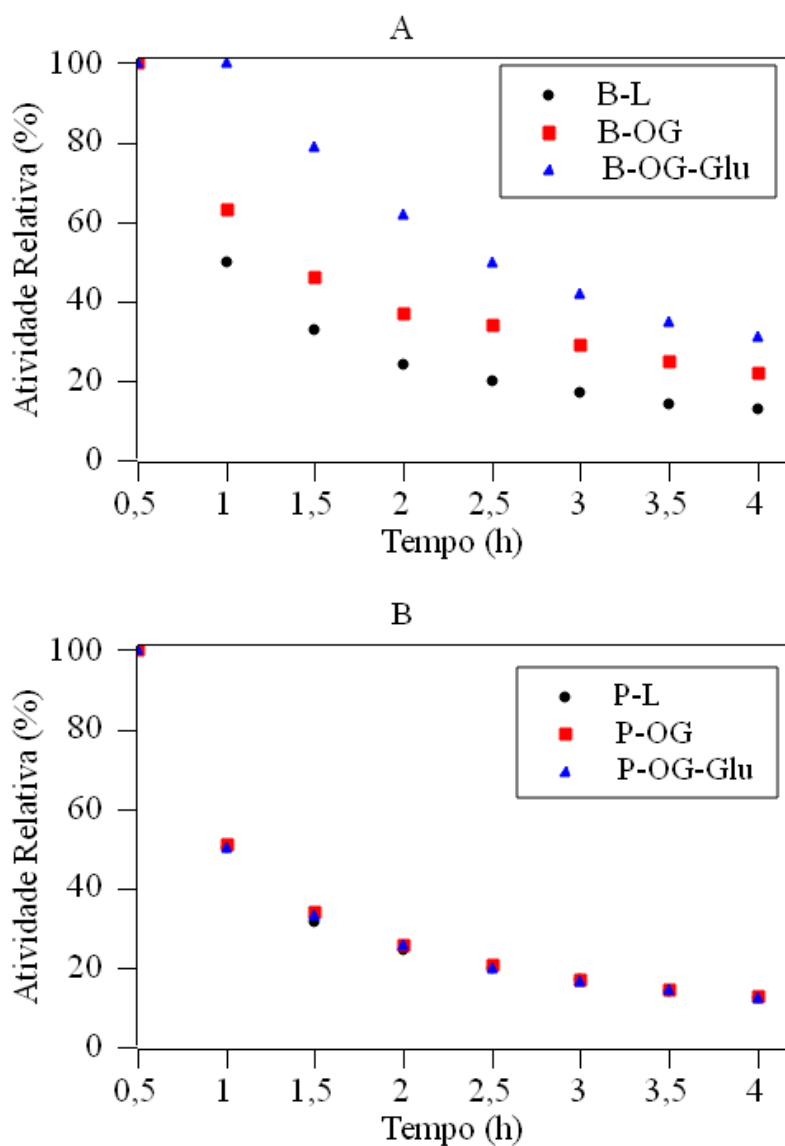 A
100
80
60
40
20
0
Atividade Relativa (%)
B-L
B-OG
B-OG-Glu
0,5 1 1,5 2 2,5 3 3,5 4
Tempo (h)
B
100
80
60
40
20
0
Atividade Relativa (%)
P-L
P-OG
P-OG-Glu
0,5 1 1,5 2 2,5 3 3,5 4
Tempo (h)